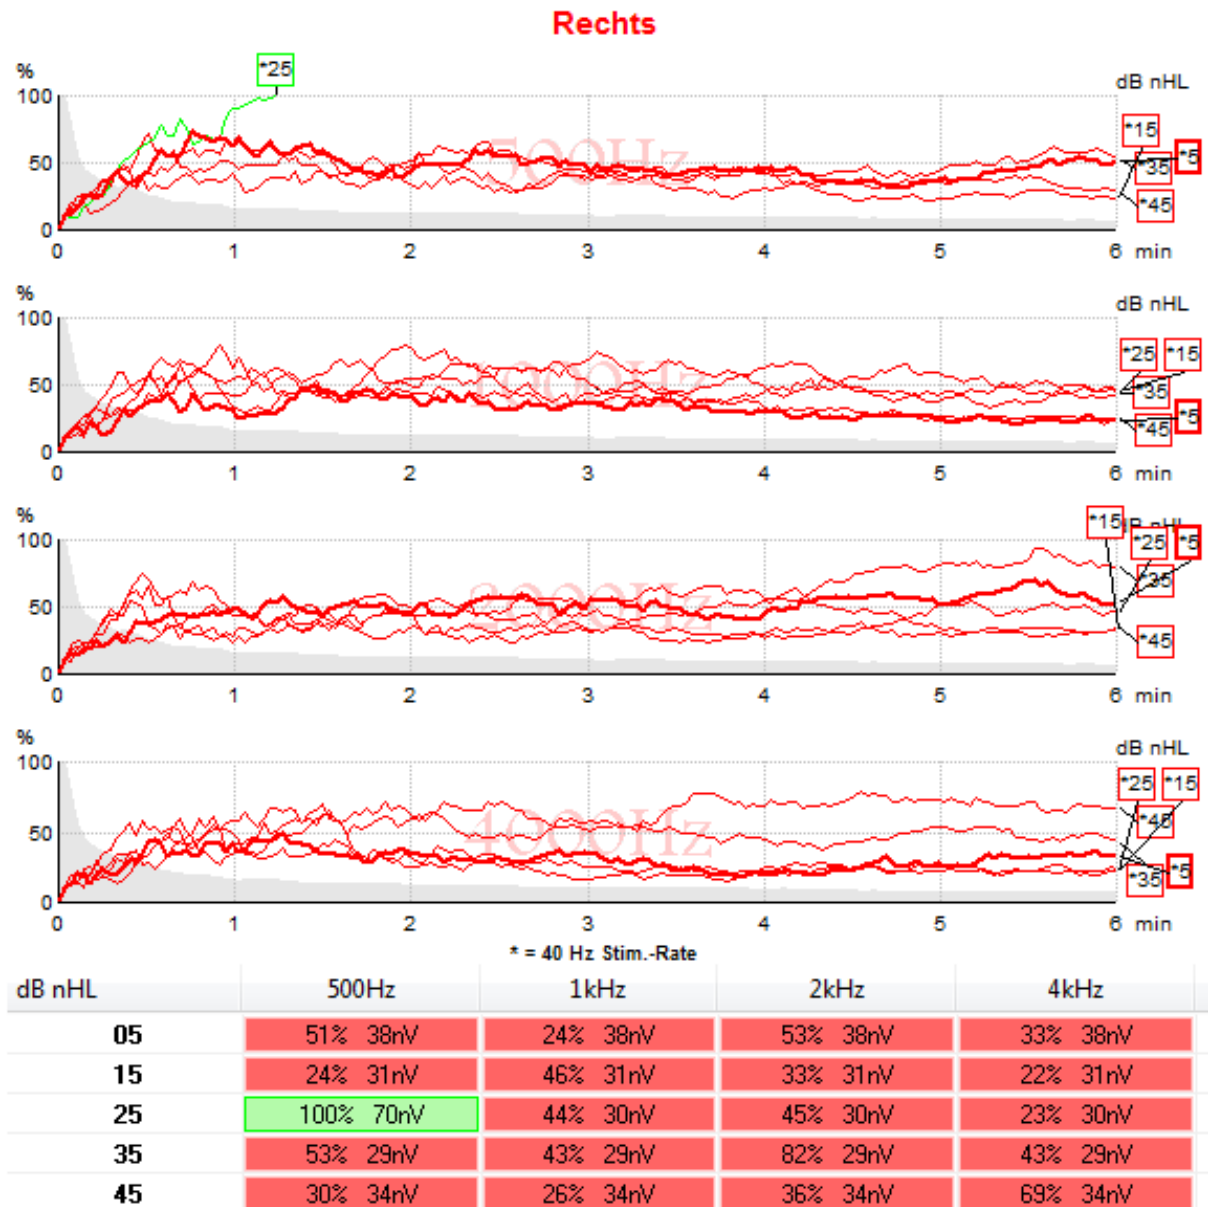 Rechts
*25
%
dB nHL
100
*15
50
*35
*5
500Hz
*45
0
0 1 2 3 4 5 6 min
%
dB nHL
100
*25 *15
50
1000Hz
*35
*5
*45
0
0 1 2 3 4 5 6 min
%
*15 dB nHL
100
*25 *5
*35
50
2000Hz
*45
0
0 1 2 3 4 5 6 min
%
dB nHL
100
*25 *15
50
4000Hz
*45
*35 *5
0
0 1 2 3 4 5 6 min
* = 40 Hz Stim.-Rate
dB nHL 500Hz 1kHz 2kHz 4kHz
05 51% 38nV 24% 38nV 53% 38nV 33% 38nV
15 24% 31nV 46% 31nV 33% 31nV 22% 31nV
25 100% 70nV 44% 30nV 45% 30nV 23% 30nV
35 53% 29nV 43% 29nV 82% 29nV 43% 29nV
45 30% 34nV 26% 34nV 36% 34nV 69% 34nV